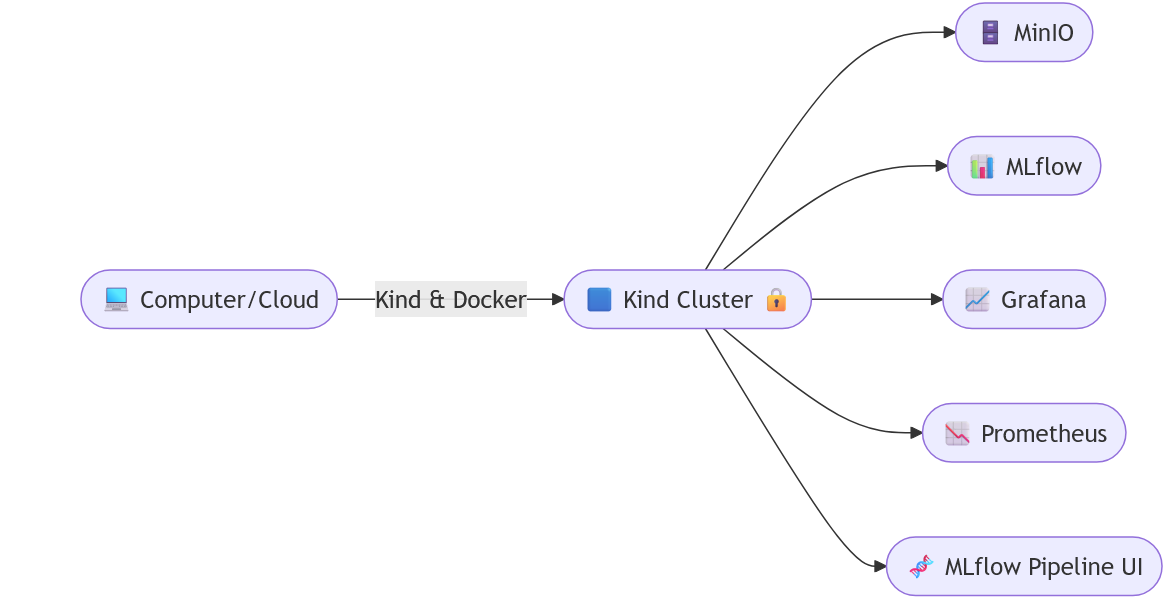 MinIO
MLflow
Computer/Cloud
Kind & Docker
Kind Cluster
Grafana
Prometheus
MLflow Pipeline UI